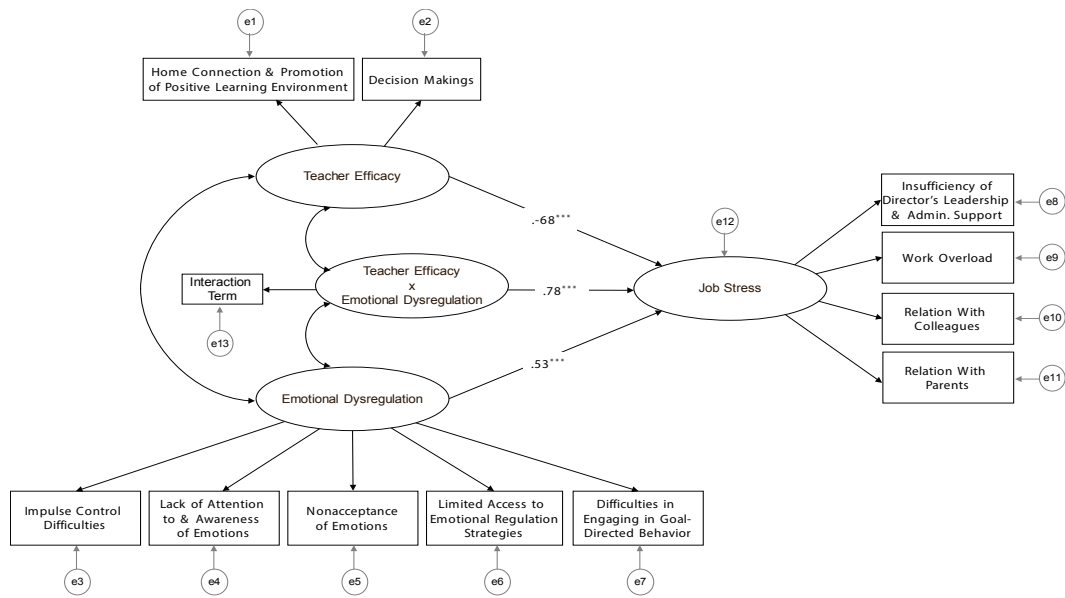 e1
e2
Home Connection & Promotion
of Positive Learning Environment
Decision Makings
Teacher Efficacy
.-68***
Insufficiency of
Director's Leadership
& Admin. Support
e8
e12
Work Overload
e9
Teacher Efficacy
x
Emotional Dysregulation
Interaction
Term
.78***
Job Stress
e13
Relation With
Colleagues
e10
.53***
Relation With
Parents
e11
Emotional Dysregulation
Impulse Control
Difficulties
Lack of Attention
to & Awareness
of Emotions
Nonacceptance
of Emotions
Limited Access to
Emotional Regulation
Strategies
Difficulties in
Engaging in Goal-
Directed Behavior
e3
e4
e5
e6
e7